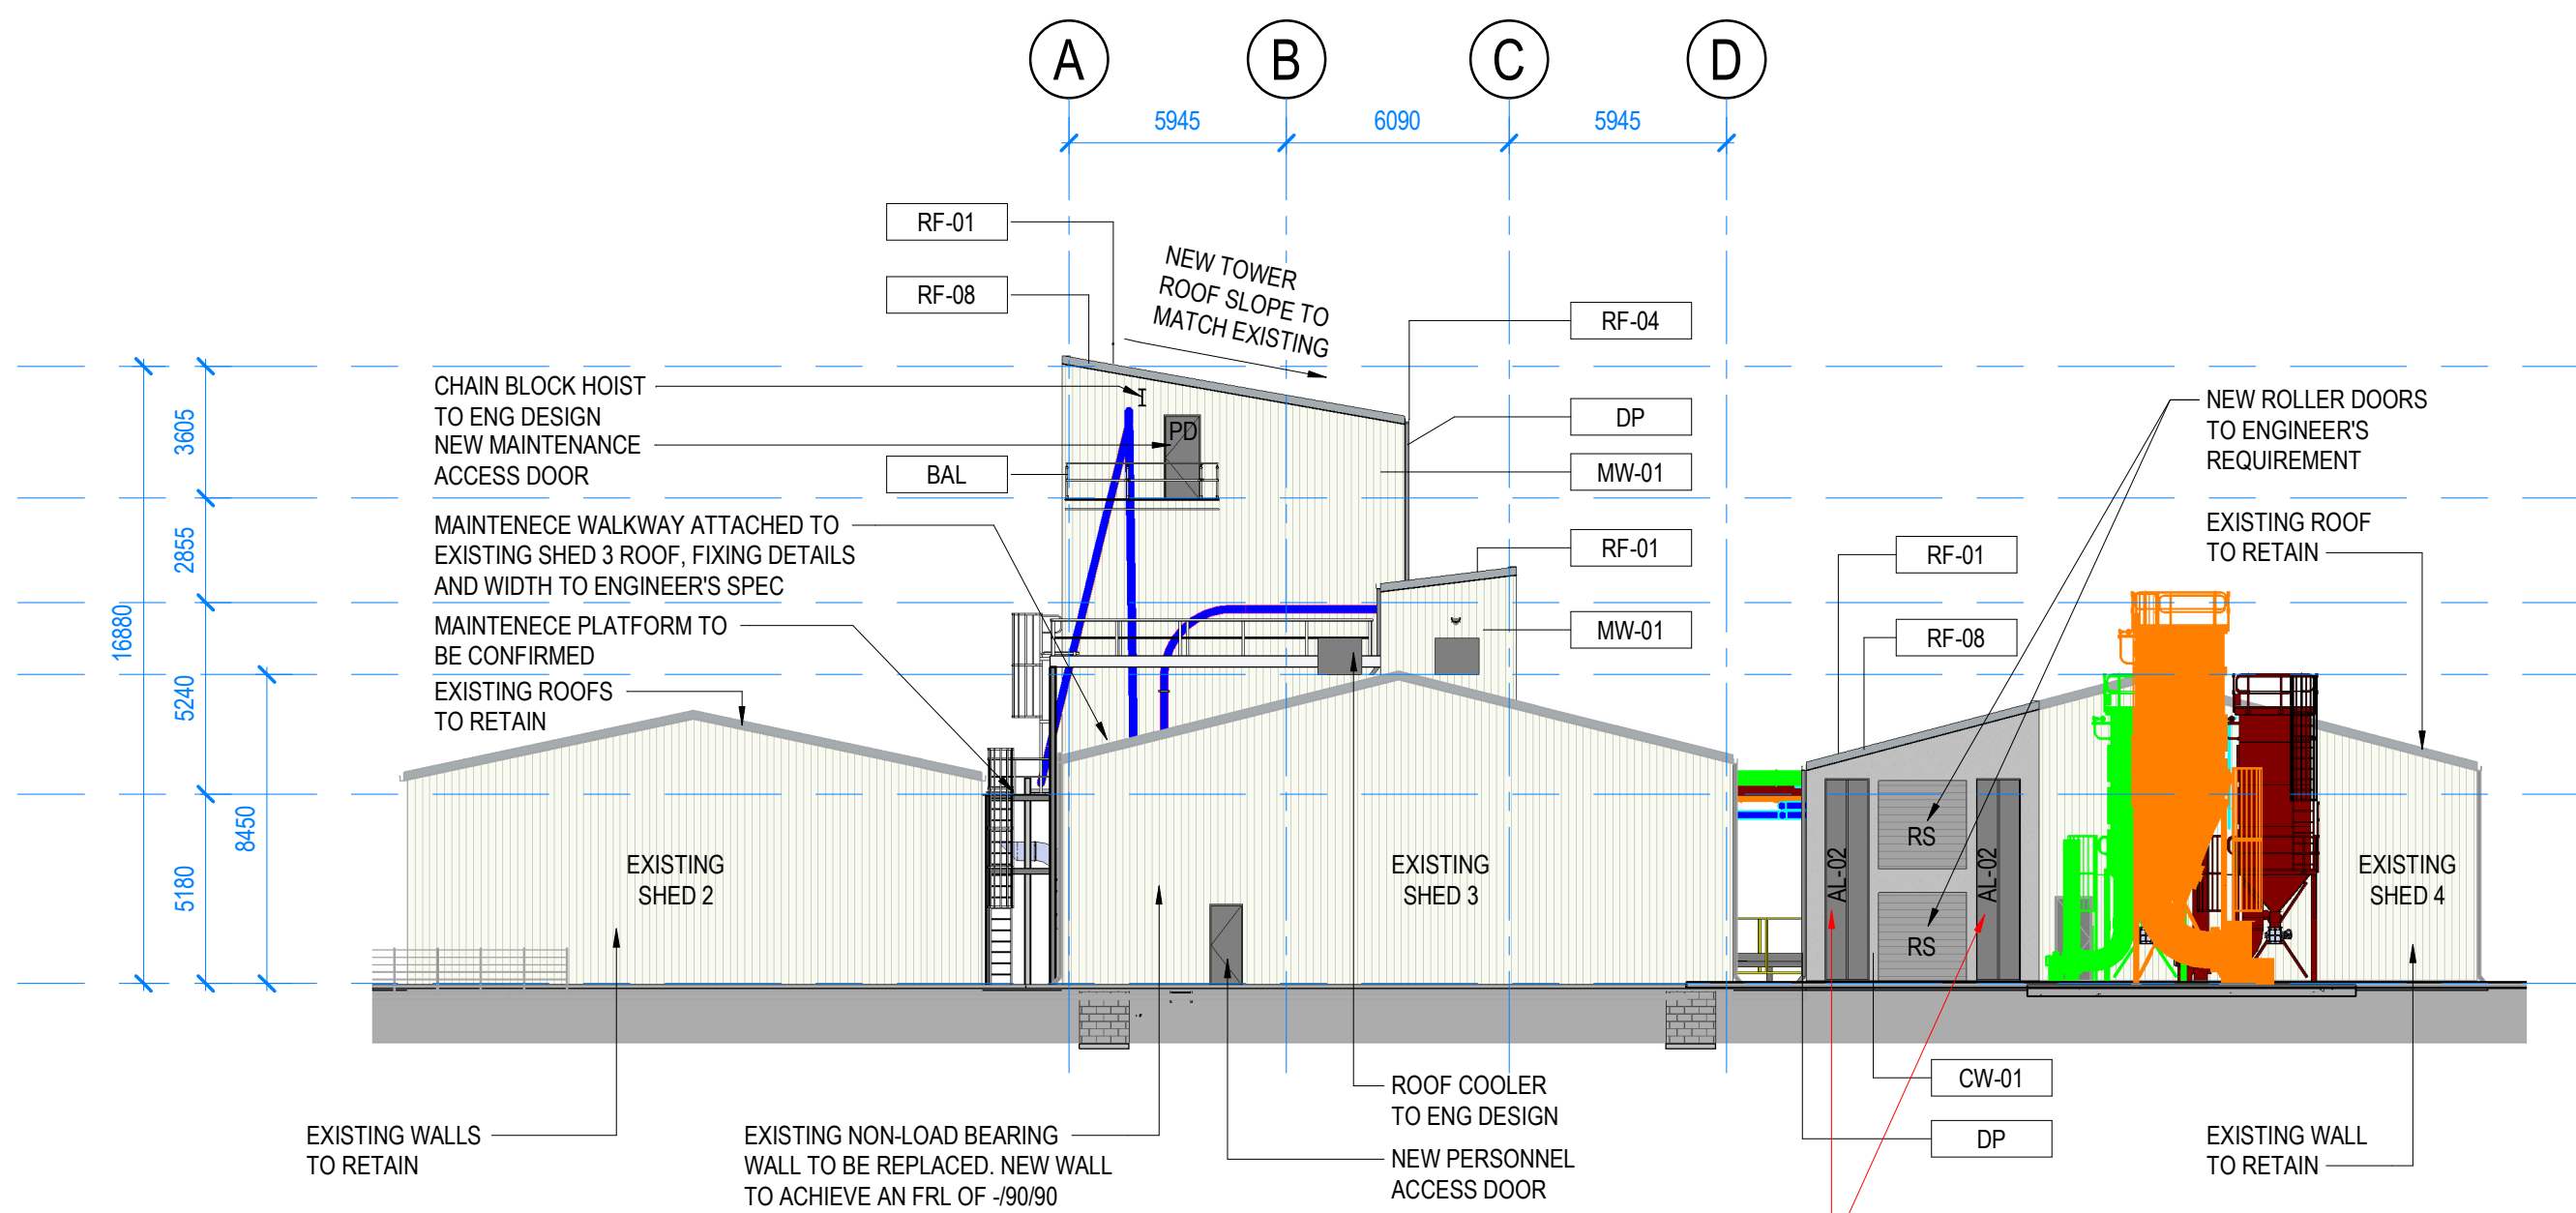 A
B
C
D
5945
6090
5945
RF-01
RF-08
NEW TOWER
ROOF SLOPE TO
MATCH EXISTING
RF-04
DP
MW-01
RF-01
MW-01
CHAIN BLOCK HOIST
TO ENG DESIGN
NEW MAINTENANCE
ACCESS DOOR
PD
BAL
MAINTENECE WALKWAY ATTACHED TO
EXISTING SHED 3 ROOF, FIXING DETAILS
AND WIDTH TO ENGINEER'S SPEC
MAINTENECE PLATFORM TO
BE CONFIRMED
EXISTING ROOFS
TO RETAIN
NEW ROLLER DOORS
TO ENGINEER'S
REQUIREMENT
EXISTING ROOF
TO RETAIN
RF-01
RF-08
16880
3605
2855
5240
5180
8450
EXISTING
SHED 2
EXISTING
SHED 3
AL-02
RS
RS
AL-02
EXISTING
SHED 4
EXISTING WALLS
TO RETAIN
EXISTING NON-LOAD BEARING
WALL TO BE REPLACED. NEW WALL
TO ACHIEVE AN FRL OF -/90/90
ROOF COOLER
TO ENG DESIGN
NEW PERSONNEL
ACCESS DOOR
CW-01
DP
EXISTING WALL
TO RETAIN